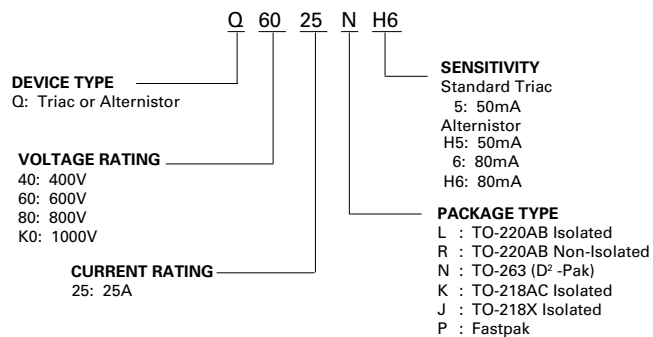 Q 60 25 N H6
DEVICE TYPE
Q: Triac or Alternistor
VOLTAGE RATING
40: 400V
60: 600V
80: 800V
K0: 1000V
CURRENT RATING
25: 25A
SENSITIVITY
Standard Triac
5: 50mA
Alternistor
H5: 50mA
6: 80mA
H6: 80mA
PACKAGE TYPE
L : TO-220AB Isolated
R : TO-220AB Non-Isolated
N : TO-263 (D² -Pak)
K : TO-218AC Isolated
J : TO-218X Isolated
P : Fastpak